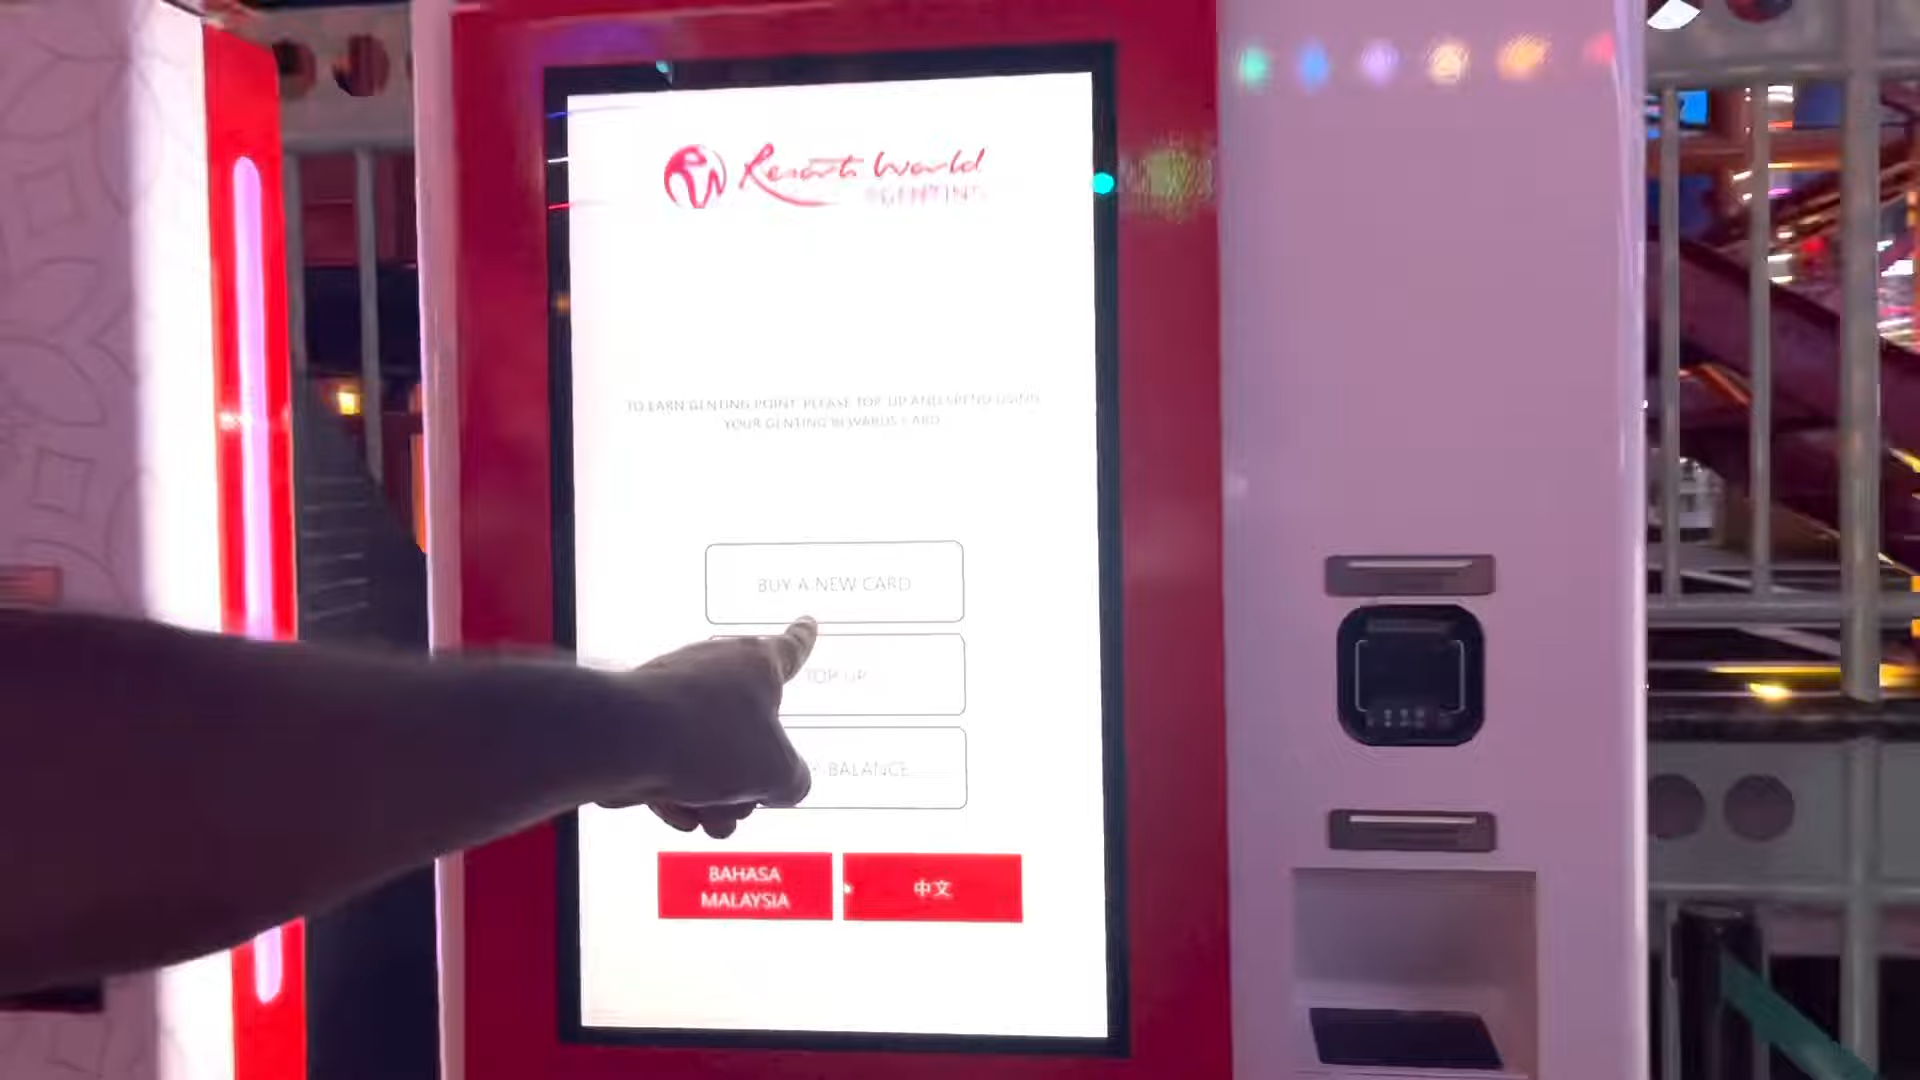 Resorts World
GENTING
TO EARN GENTING POINT, PLEASE TOP UP AND SPEND USING
YOUR GENTING REWARDS CARD
BUY A NEW CARD
TOP UP
BALANCE
BAHASA
MALAYSIA
中文